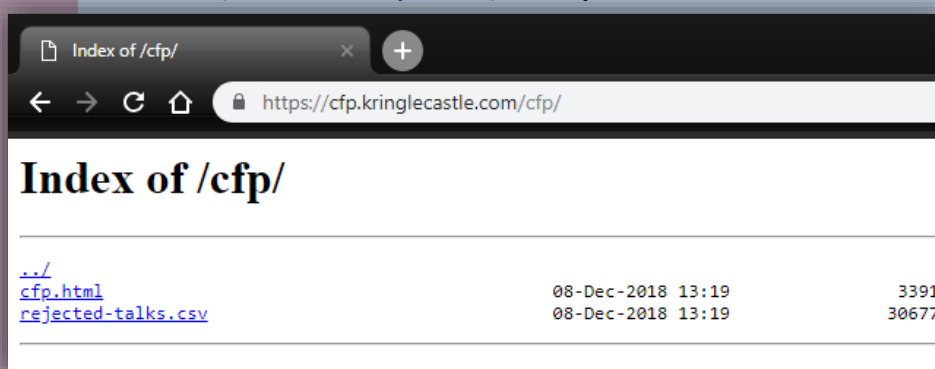 Index of /cfp/
https://cfp.kringlecastle.com/cfp/
Index of /cfp/
../
cfp.html 08-Dec-2018 13:19 3391
rejected-talks.csv 08-Dec-2018 13:19 30677